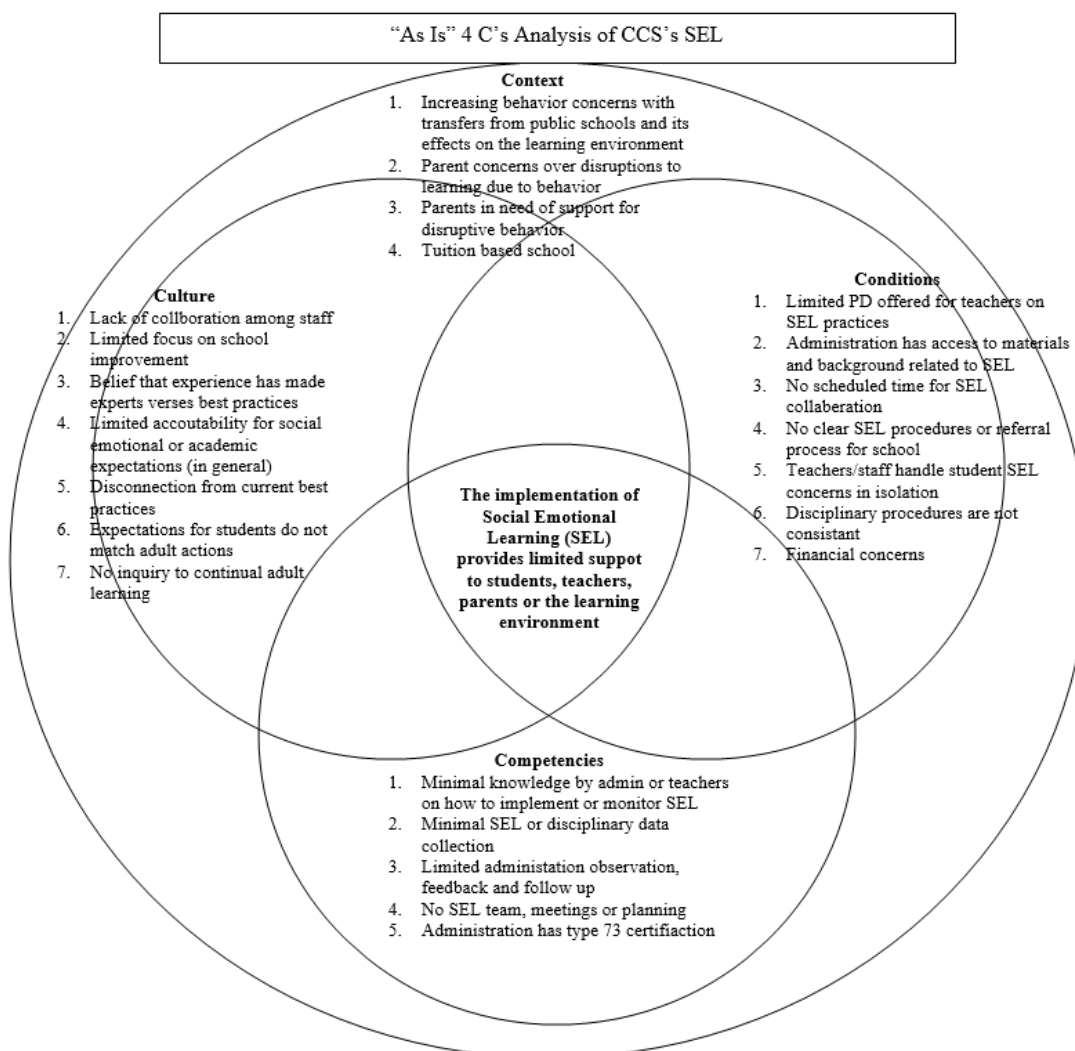 “As Is” 4 C’s Analysis of CCS’s SEL
Context
1. Increasing behavior concerns with
transfers from public schools and its
effects on the learning environment
2. Parent concerns over disruptions to
learning due to behavior
3. Parents in need of support for
disruptive behavior
4. Tuition based school
Culture
1. Lack of collboration among staff
2. Limited focus on school
improvement
3. Belief that experience has made
experts verses best practices
4. Limited accoutability for social
emotional or academic
expectations (in general)
5. Disconnection from current best
practices
6. Expectations for students do not
match adult actions
7. No inquiry to continual adult
learning
Conditions
1. Limited PD offered for teachers on
SEL practices
2. Administration has access to materials
and background related to SEL
3. No scheduled time for SEL
collaberation
4. No clear SEL procedures or referral
process for school
5. Teachers/staff handle student SEL
concerns in isolation
6. Disciplinary procedures are not
consistant
7. Financial concerns
The implementation of
Social Emotional
Learning (SEL)
provides limited suppot
to students, teachers,
parents or the learning
environment
Competencies
1. Minimal knowledge by admin or teachers
on how to implement or monitor SEL
2. Minimal SEL or disciplinary data
collection
3. Limited administation observation,
feedback and follow up
4. No SEL team, meetings or planning
5. Administration has type 73 certifiaction